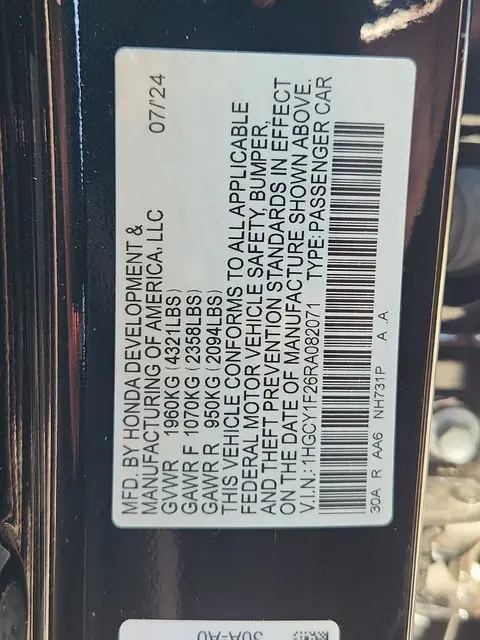 MFD. BY HONDA DEVELOPMENT &
MANUFACTURING OF AMERICA, LLC 07/'24
GVWR 1960KG (4321LBS)
GAWR F 1070KG (2358LBS)
GAWR R 950KG (2094LBS)
THIS VEHICLE CONFORMS TO ALL APPLICABLE
FEDERAL MOTOR VEHICLE SAFETY, BUMPER,
AND THEFT PREVENTION STANDARDS IN EFFECT
ON THE DATE OF MANUFACTURE SHOWN ABOVE.
V.I.N.: 1HGCY1F26RA082071 TYPE: PASSENGER CAR
30A R AA6 NH731P A .A
30A-A0